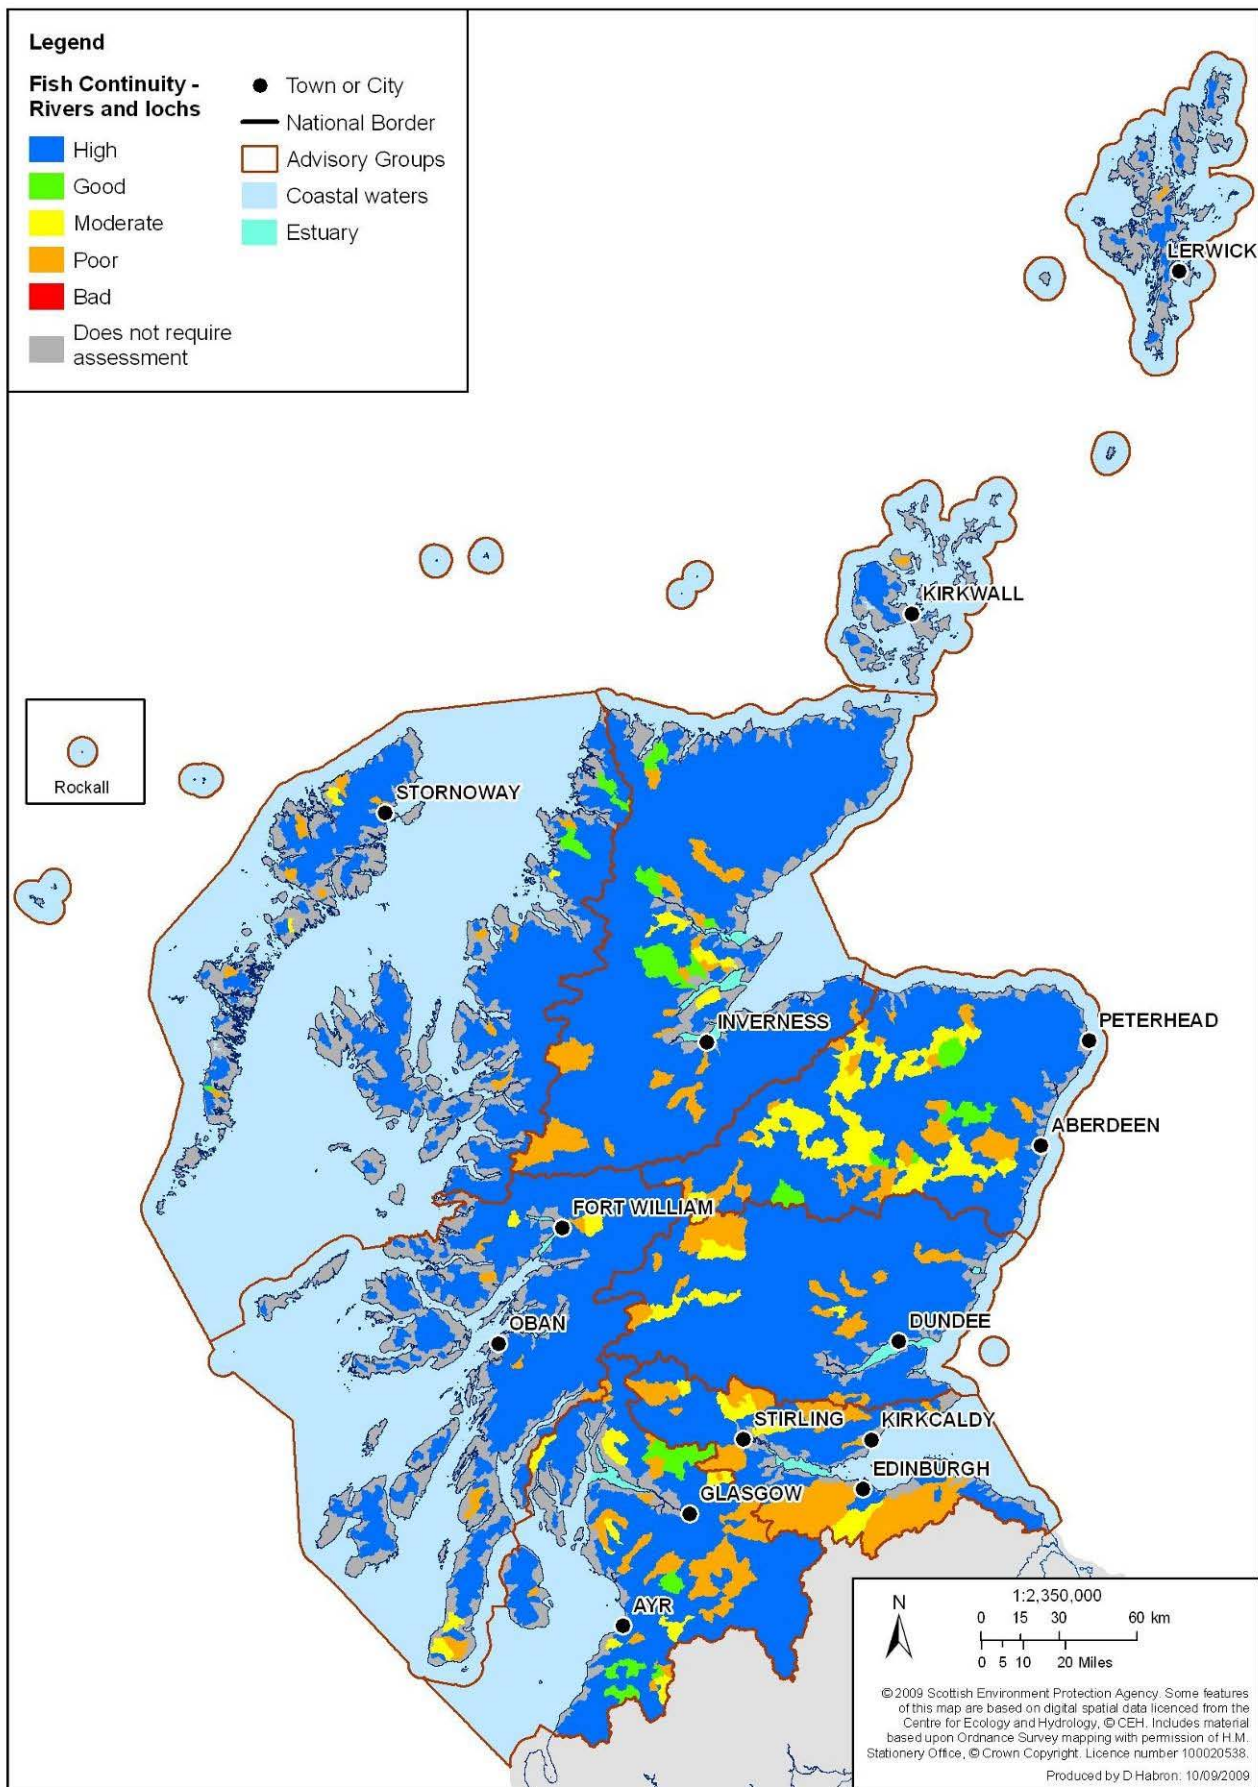 Legend
Fish Continuity -
Rivers and lochs
High
Good
Moderate
Poor
Bad
Does not require
assessment
Town or City
National Border
Advisory Groups
Coastal waters
Estuary
LERWICK
KIRKWALL
Rockall
STORNOWAY
INVERNESS
PETERHEAD
ABERDEEN
FORT WILLIAM
OBAN
DUNDEE
STIRLING
KIRKCALDY
EDINBURGH
GLASGOW
AYR
N
1:2,350,000
0 15 30 60 km
0 5 10 20 Miles
© 2009 Scottish Environment Protection Agency. Some features
of this map are based on digital spatial data licenced from the
Centre for Ecology and Hydrology, © CEH. Includes material
based upon Ordnance Survey mapping with permission of H.M.
Stationery Office, © Crown Copyright. Licence number 100020538.
Produced by D Habron: 10/09/2009